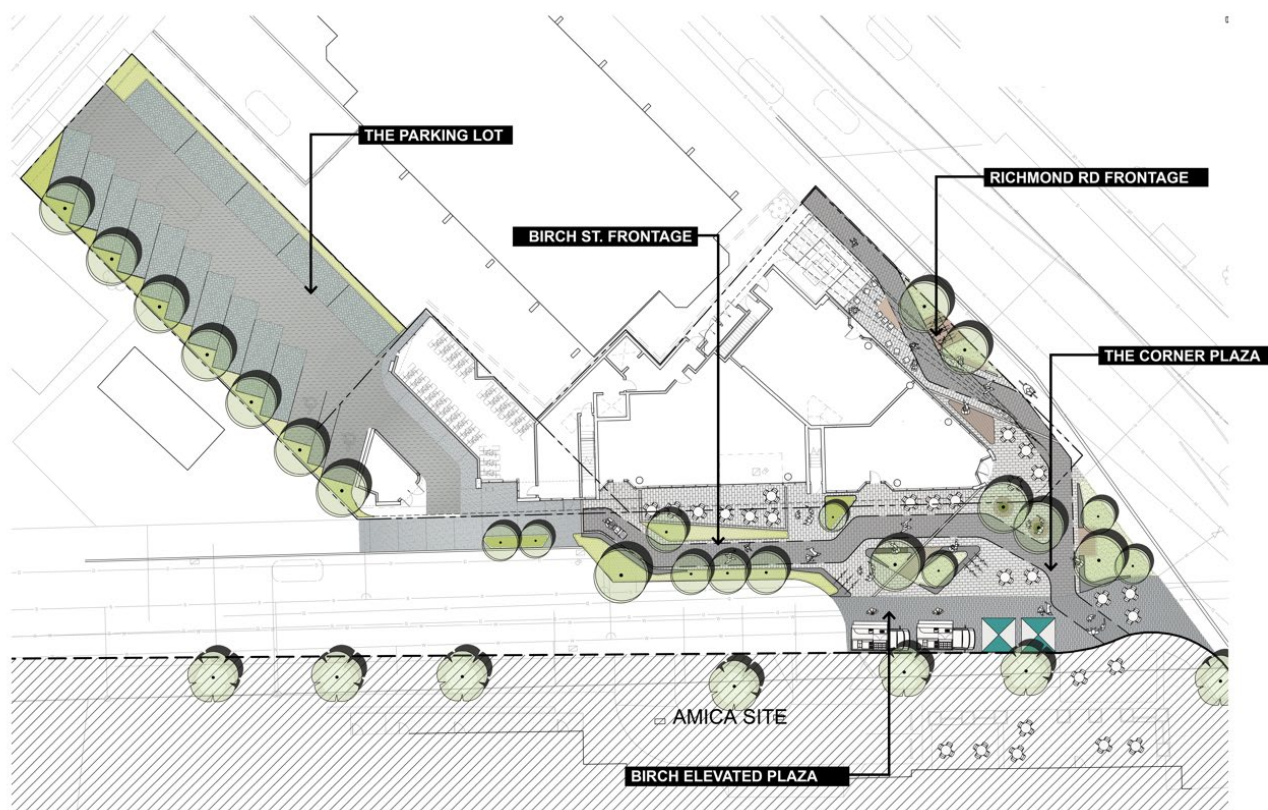 THE PARKING LOT
RICHMOND RD FRONTAGE
BIRCH ST. FRONTAGE
THE CORNER PLAZA
AMICA SITE
BIRCH ELEVATED PLAZA